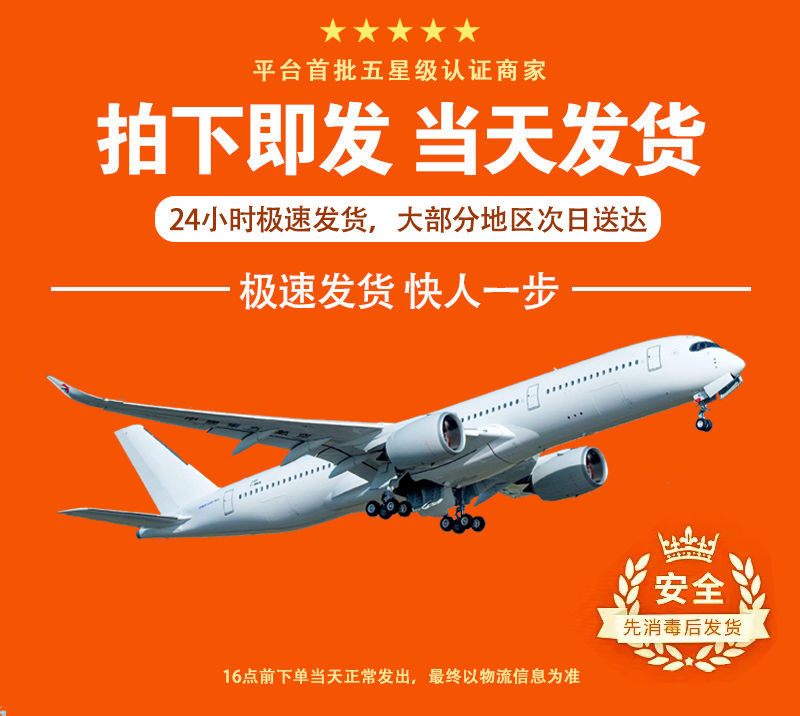 平台首批五星级认证商家
拍下即发 当天发货
24小时极速发货，大部分地区次日送达
极速发货 快人一步
安全
先消毒后发货
16点前下单当天正常发出，最终以物流信息为准